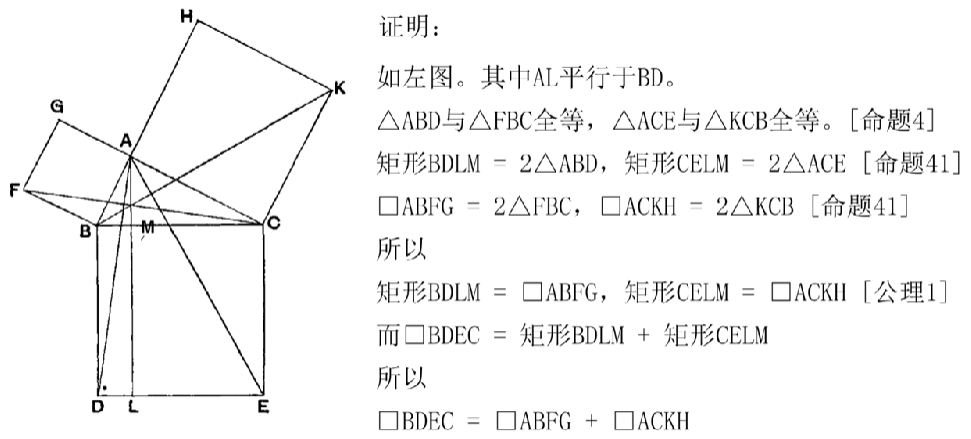 H
K
G
A
F
B
M
C
D
L
E
证明:
如左图。其中AL平行于BD。
△ABD与△FBC全等, △ACE与△KCB全等。[命题4]
矩形BDLM = 2△ABD, 矩形CELM = 2△ACE [命题41]
□ABFG = 2△FBC, □ACKH = 2△KCB [命题41]
所以
矩形BDLM = □ABFG, 矩形CELM = □ACKH [公理1]
而□BDEC = 矩形BDLM + 矩形CELM
所以
□BDEC = □ABFG + □ACKH